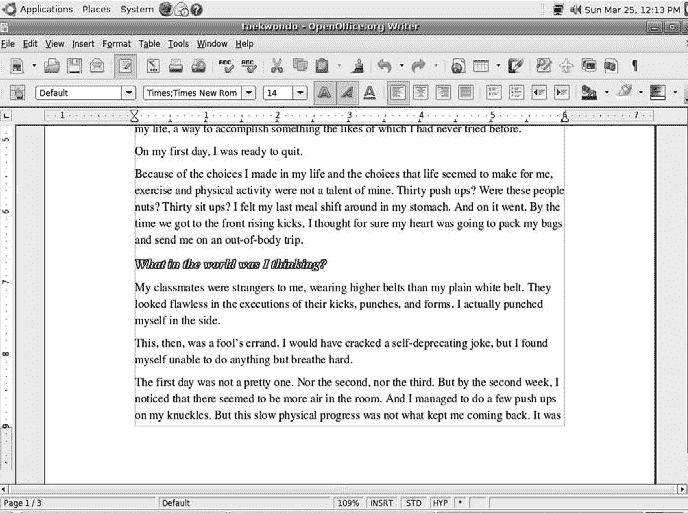 Applications Places System Sun Mar 25, 12:13 PM
Taekwondo - OpenOffice.org Writer
File Edit View Insert Format Table Tools Window Help
Default Times;Times New Rom 14
1 1 2 3 4 5 6 7
my life, a way to accomplish something the likes of which I had never tried before.
On my first day, I was ready to quit.
Because of the choices I made in my life and the choices that life seemed to make for me,
exercise and physical activity were not a talent of mine. Thirty push ups? Were these people
nuts? Thirty sit ups? I felt my last meal shift around in my stomach. And on it went. By the
time we got to the front rising kicks, I thought for sure my heart was going to pack my bags
and send me on an out-of-body trip.
What in the world was I thinking?
My classmates were strangers to me, wearing higher belts than my plain white belt. They
looked flawless in the executions of their kicks, punches, and forms. I actually punched
myself in the side.
This, then, was a fool's errand. I would have cracked a self-deprecating joke, but I found
myself unable to do anything but breathe hard.
The first day was not a pretty one. Nor the second, nor the third. But by the second week, I
noticed that there seemed to be more air in the room. And I managed to do a few push ups
on my knuckles. But this slow physical progress was not what kept me coming back. It was
5
6
7
8
9
Page 1 / 3 Default 109% INSRT STD HYP *